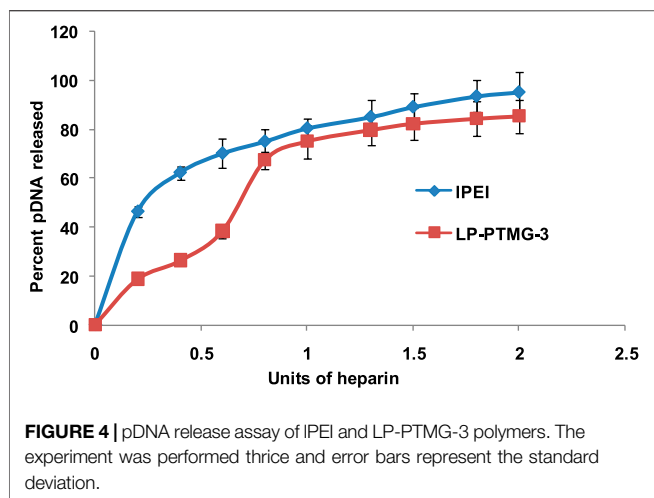 120
100
80
60
40
20
0
Percent pDNA released
lPEI
LP-PTMG-3
0 0.5 1 1.5 2 2.5
Units of heparin
FIGURE 4 | pDNA release assay of lPEI and LP-PTMG-3 polymers. The
experiment was performed thrice and error bars represent the standard
deviation.